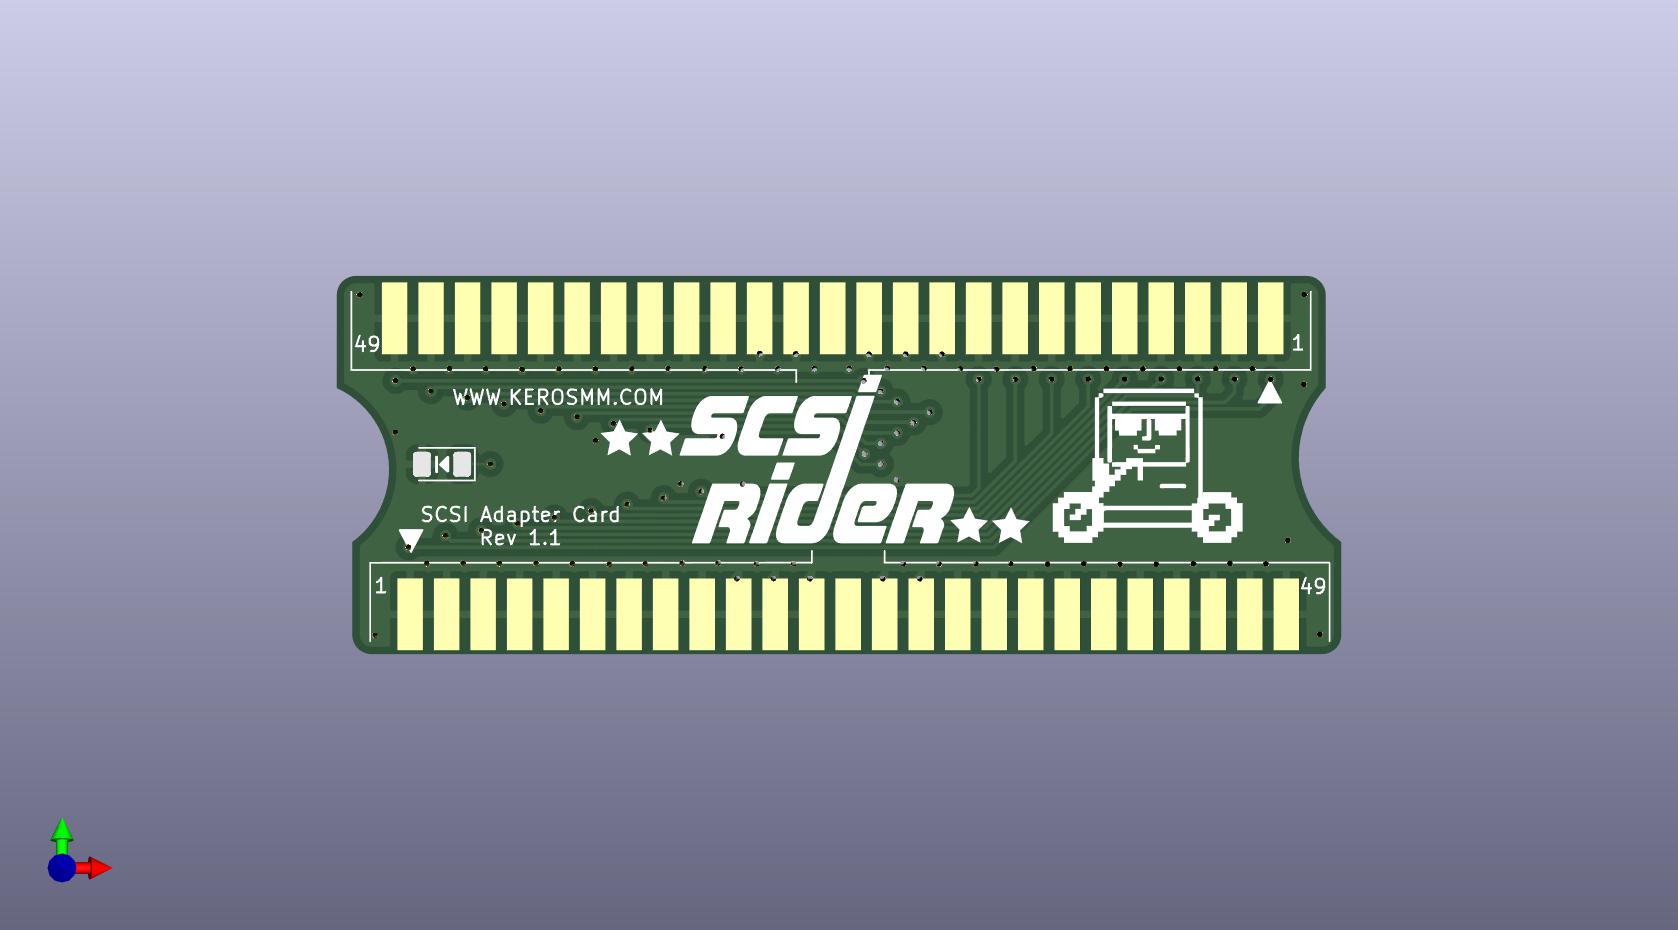 49
1
WWW.KEROSMM.COM
SCSI
RiDeR
SCSI Adapter Card
Rev 1.1
1
49